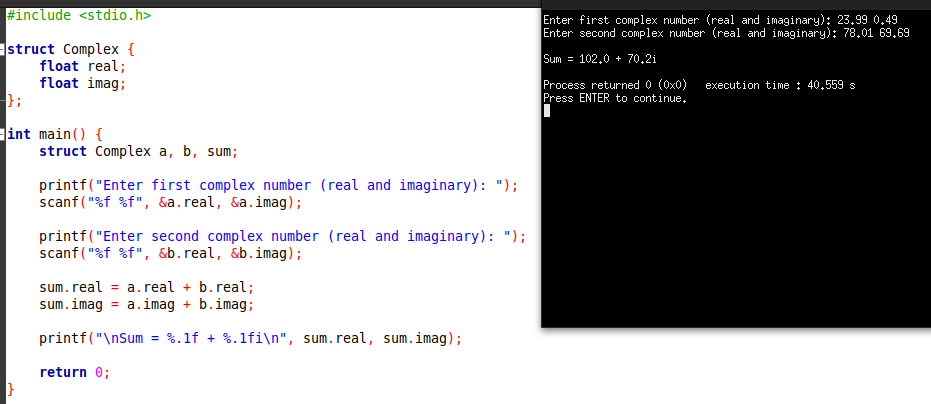 #include <stdio.h>
struct Complex {
    float real;
    float imag;
};
int main() {
    struct Complex a, b, sum;
    printf("Enter first complex number (real and imaginary): ");
    scanf("%f %f", &a.real, &a.imag);
    printf("Enter second complex number (real and imaginary): ");
    scanf("%f %f", &b.real, &b.imag);
    sum.real = a.real + b.real;
    sum.imag = a.imag + b.imag;
    printf("\nSum = %.1f + %.1fi\n", sum.real, sum.imag);
    return 0;
}
Enter first complex number (real and imaginary): 23.99 0.49
Enter second complex number (real and imaginary): 78.01 69.69
Sum = 102.0 + 70.2i
Process returned 0 (0x0)   execution time : 40.559 s
Press ENTER to continue.